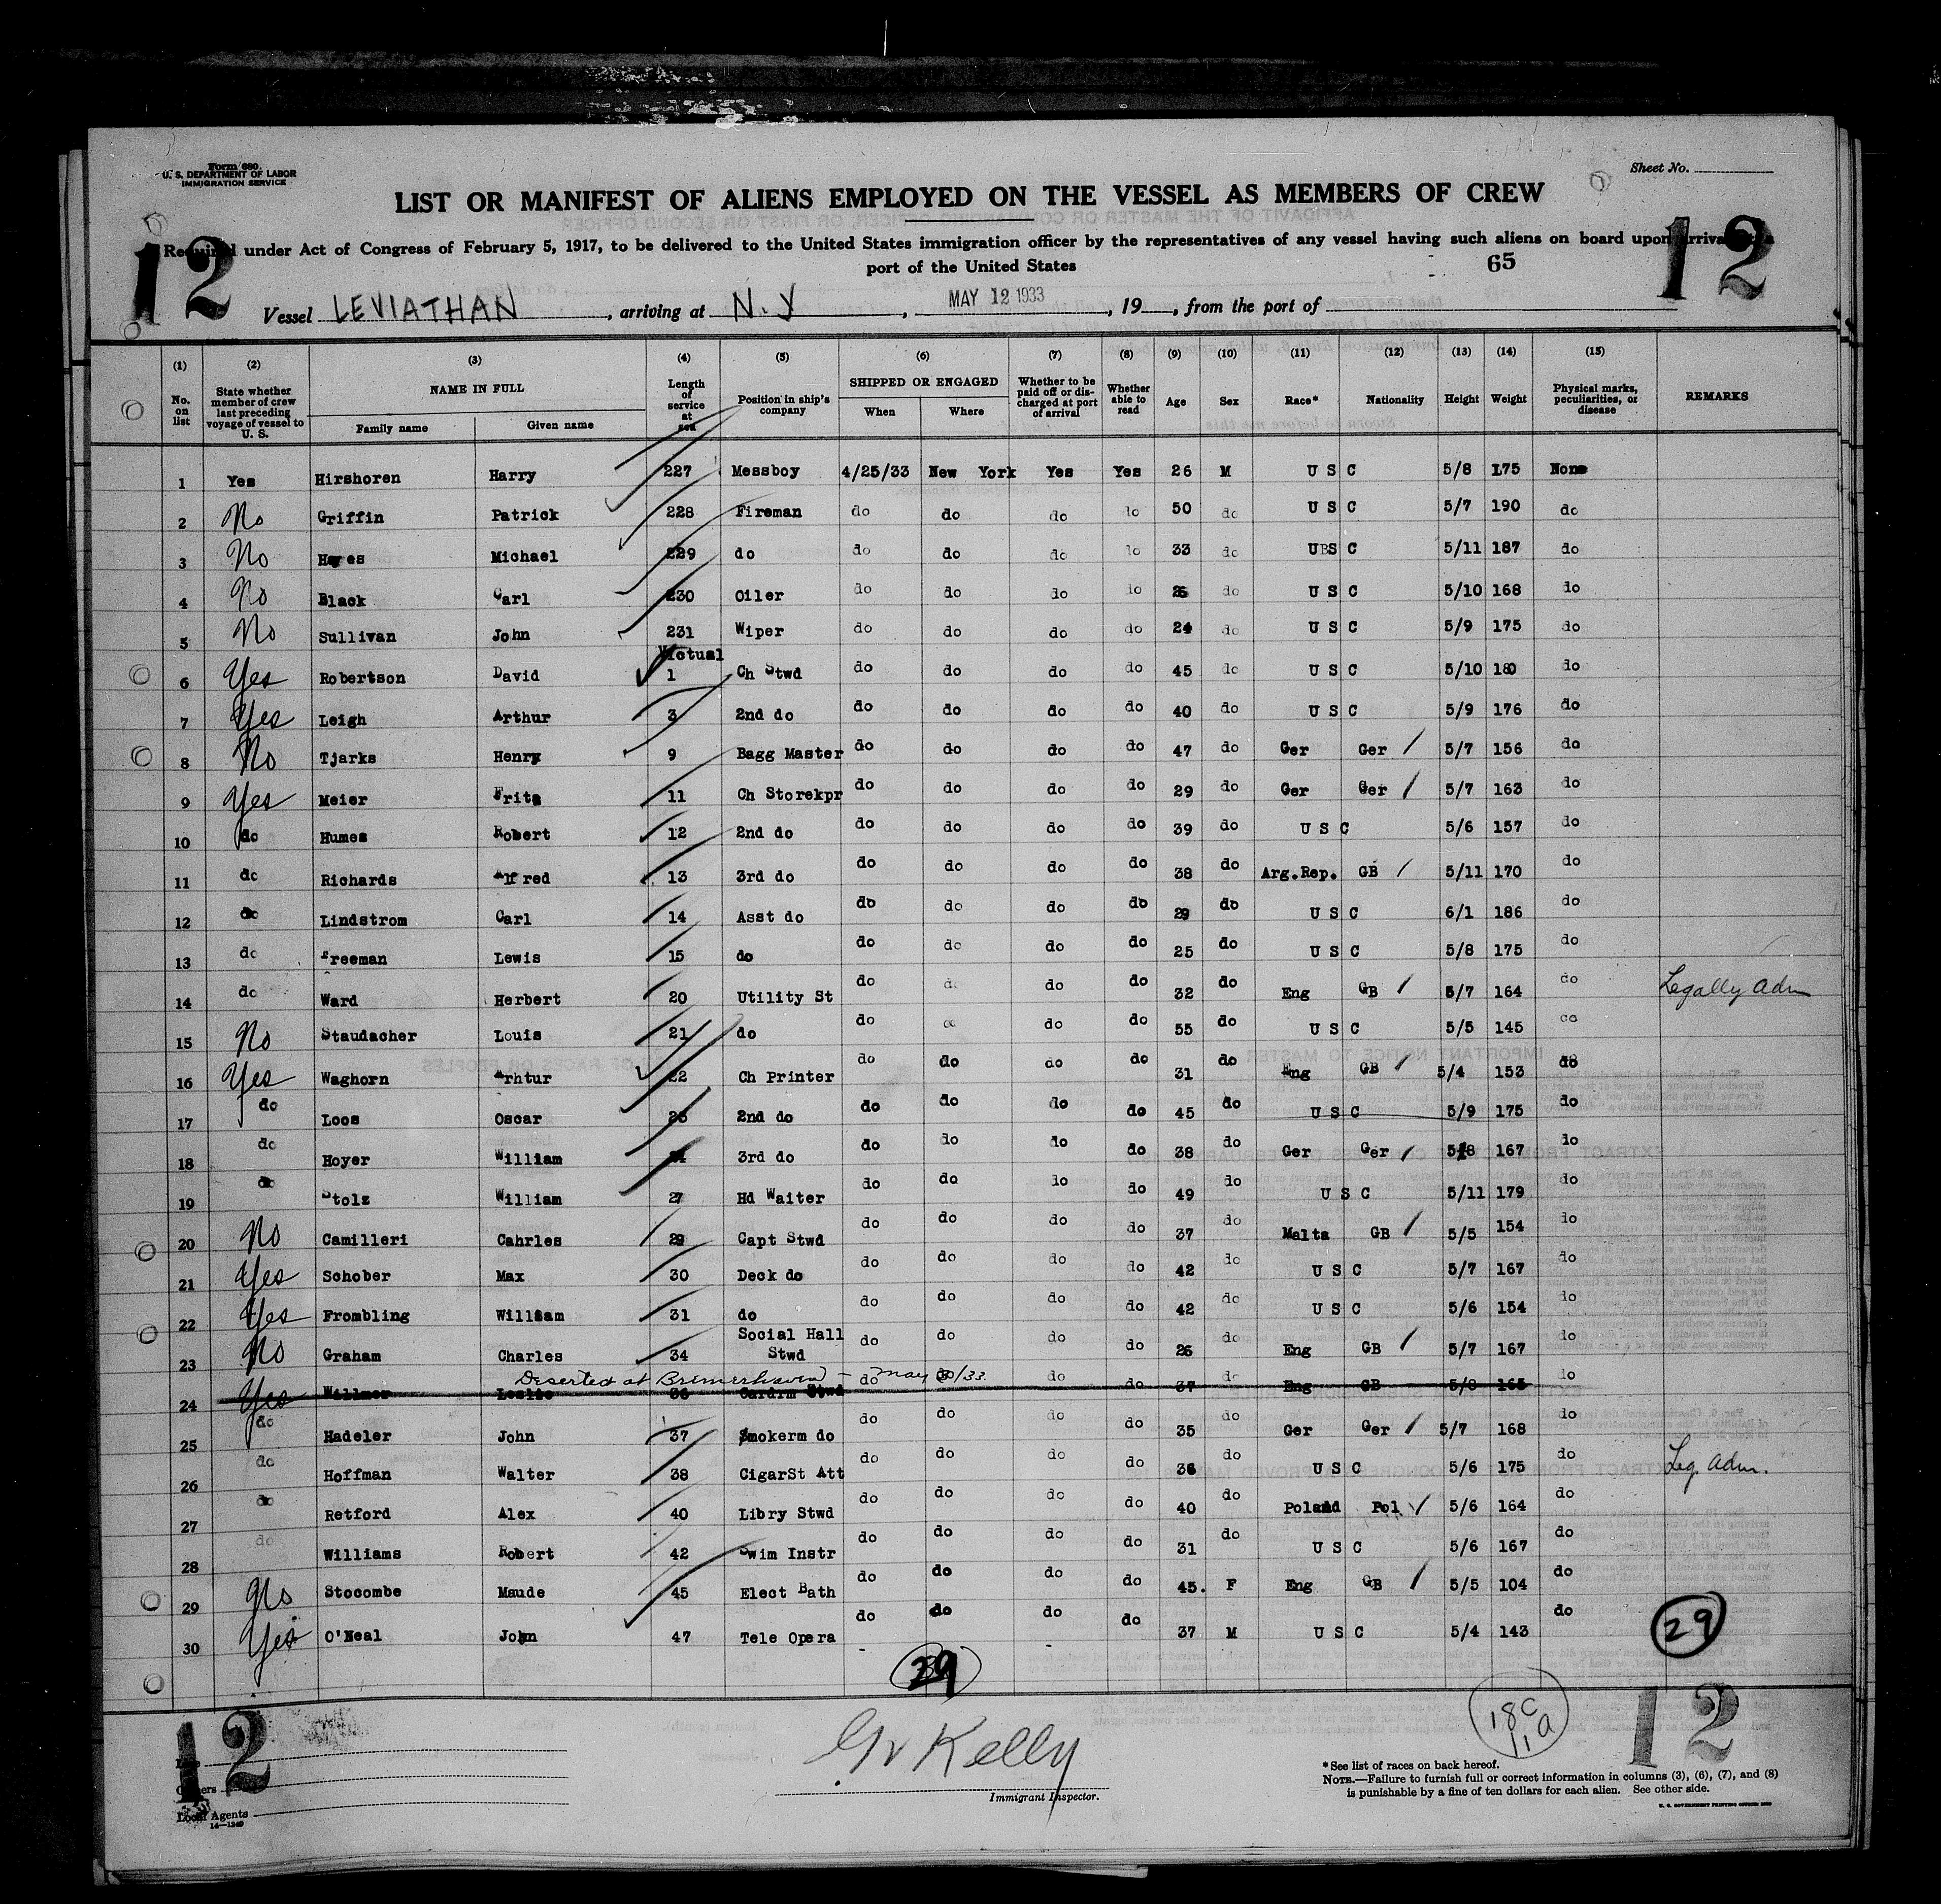 Form 680
U. S. DEPARTMENT OF LABOR
IMMIGRATION SERVICE
Sheet No.
LIST OR MANIFEST OF ALIENS EMPLOYED ON THE VESSEL AS MEMBERS OF CREW
12 12
Required under Act of Congress of February 5, 1917, to be delivered to the United States immigration officer by the representatives of any vessel having such aliens on board upon arrival at a
port of the United States
65
Vessel LEVIATHAN, arriving at N.Y, MAY 12 1933, 19, from the port of
(1) (2) (3) (4) (5) (6) (7) (8) (9) (10) (11) (12) (13) (14) (15)
No. on list State whether member of crew last preceding voyage of vessel to U. S. NAME IN FULL Family name Given name Length of service at sea Position in ship's company SHIPPED OR ENGAGED When Where Whether to be paid off or discharged at port of arrival Whether able to read Age Sex Race* Nationality Height Weight Physical marks, peculiarities, or disease REMARKS
1 Yes Hirshoren Harry 227 Messboy 4/25/33 New York Yes Yes 26 M U S C 5/8 175 None
2 No Griffin Patrick 228 Fireman do do do do 50 do U S C 5/7 190 do
3 No Michael 229 do do do do do 33 do U S C 5/11 187 do
4 No Black Carl 230 Oiler do do do do do U S C 5/10 168 do
5 No Sullivan John 231 Wiper do do do do 24 do U S C 5/9 175 do
Victual
6 Yes Robertson David 1 Ch Stwd do do do do 45 do U S C 5/10 180 do
7 Yes Leigh Arthur 3 2nd do do do do do 40 do U S C 5/9 176 do
8 No Tjarks Henry 9 Bagg Master do do do do 47 do Ger Ger 5/7 156 do
9 Yes Meier Fritz 11 Ch Storekpr do do do do 29 do Ger Ger 5/7 163 do
10 do Humes Robert 12 2nd do do do do do 39 do U S C 5/6 157 do
11 do Richards Alfred 13 3rd do do do do do 38 do Arg.Rep. GB 5/11 170 do
12 do Lindstrom Carl 14 Asst do do do do do 29 do U S C 6/1 186 do
13 do Freeman Lewis 15 do do do do do 25 do U S C 5/8 175 do
14 do Ward Herbert 20 Utility St do do do do 32 do Eng GB 5/7 164 do Legally Adm
15 No Staudacher Louis 21 do do do do do 55 do U S C 5/5 145 do
16 Yes Waghorn Arhtur 22 Ch Printer do do do do 31 do Eng GB 5/4 153 do
17 do Loos Oscar 2nd do do do do do 45 do U S C 5/9 175 do
18 do Hoyer William 3rd do do do do do 38 do Ger Ger 5/8 167 do
19 do Stolz William 27 Hd Waiter do do do do 49 do U S C 5/11 179 do
20 No Camilleri Cahrles 29 Capt Stwd do do do do 37 do Malta GB 5/5 154 do
21 Yes Schober Max 30 Deck do do do do do 42 do U S C 5/7 167 do
22 Yes Frombling William 31 do do do do do 42 do U S C 5/6 154 do
23 No Graham Charles 34 Social Hall Stwd do do do do 26 do Eng GB 5/7 167 do
Deserted at Bremerhaven - May /33
24 Yes Willmer Leslie 36 Cardrm Stwd do do do 37 do Eng GB 5/8 165 do
25 do Hadeler John 37 Smokerm do do do do do 35 do Ger Ger 5/7 168 do
26 do Hoffman Walter 38 CigarSt Att do do do do 36 do U S C 5/6 175 do Leg. Adm.
27 do Retford Alex 40 Libry Stwd do do do do 40 do Poland Pol 5/6 164 do
28 do Williams Robert 42 Swim Instr do do do do 31 do U S C 5/6 167 do
29 No Stocombe Maude 45 Elect Bath do do do do 45. F Eng GB 5/5 104 do
30 Yes O'Neal John 47 Tele Opera do do do do 37 M U S C 5/4 143 do
29
29
18C
11a
12 12
G Kelly
Immigrant Inspector.
Owners
Local Agents
14—1240
* See list of races on back hereof.
NOTE.—Failure to furnish full or correct information in columns (3), (6), (7), and (8)
is punishable by a fine of ten dollars for each alien. See other side.